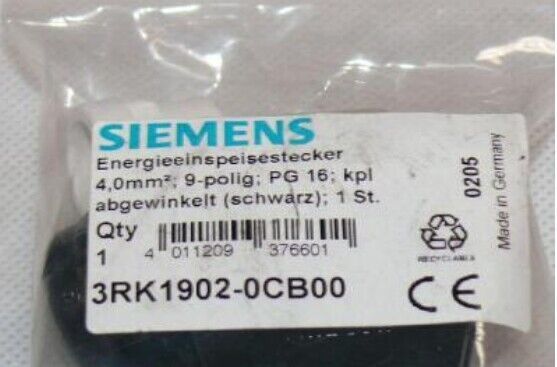 SIEMENS
Energieeinspeisestecker
4,0mm²; 9-polig; PG 16; kpl
abgewinkelt (schwarz); 1 St.
Qty
1
4 011209 376601
3RK1902-0CB00
RECYCLABLE
CE
0205
Made in Germany